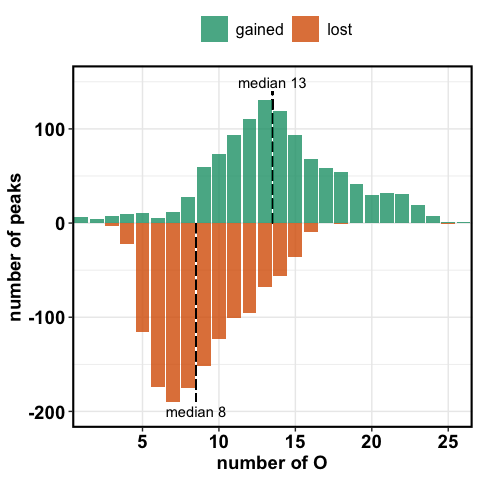 gained lost
median 13
100
0
-100
-200
number of peaks
median 8
5 10 15 20 25
number of O